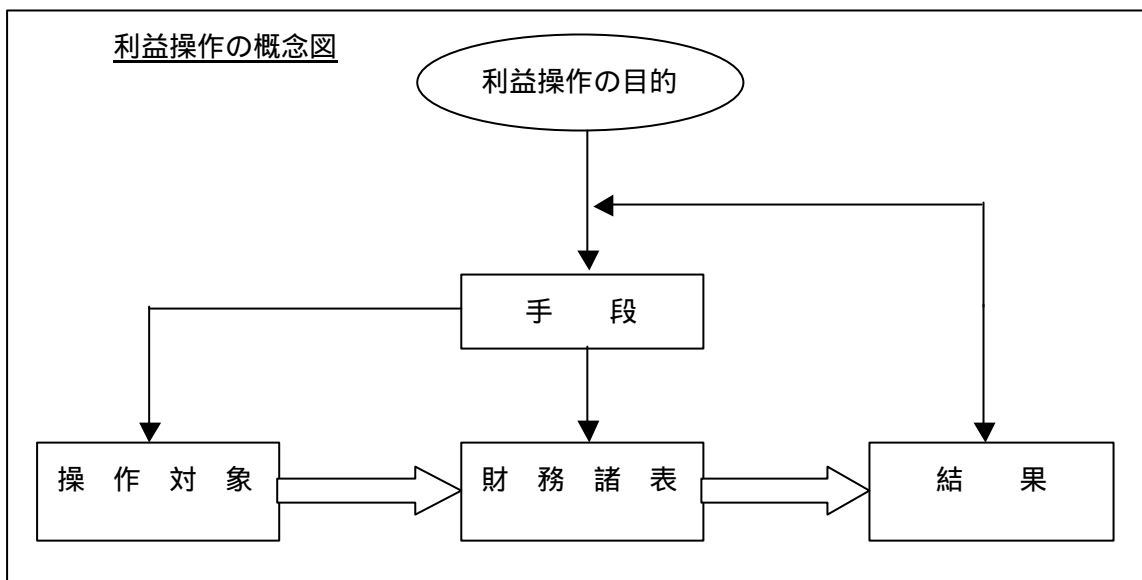 利益操作の概念図
利益操作の目的
手　　段
操　作　対　象
財　務　諸　表
結　　果